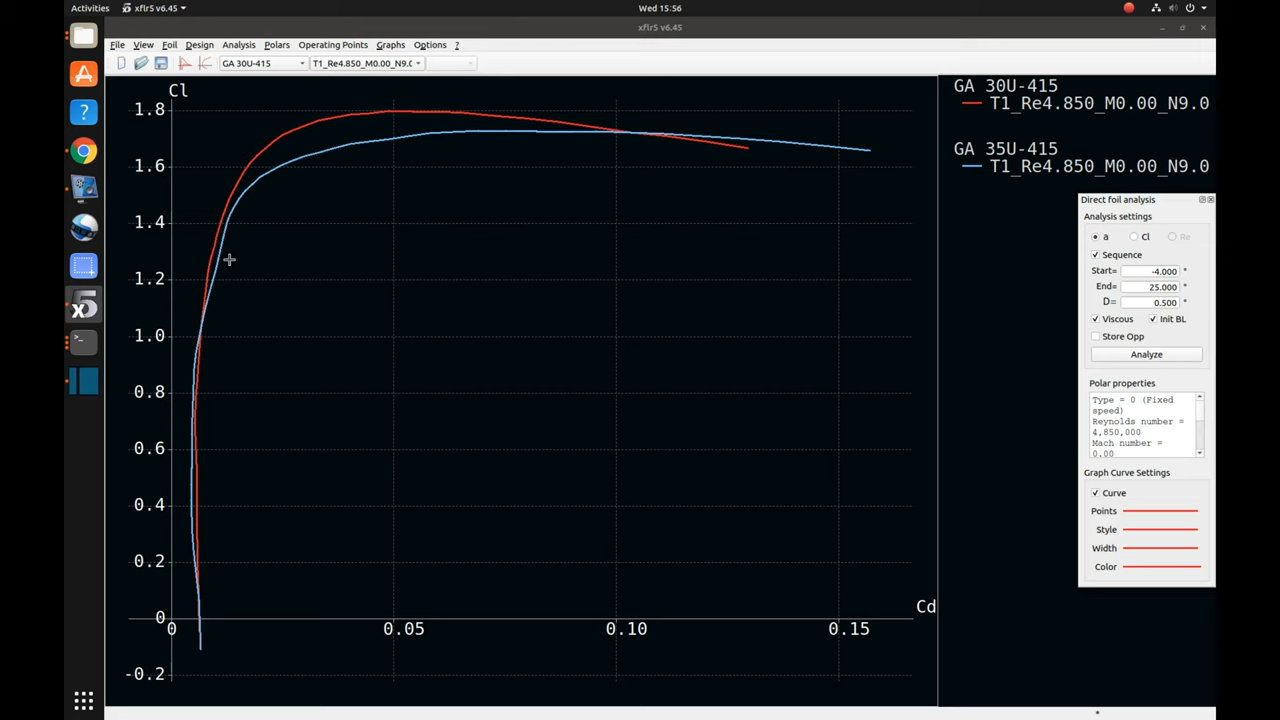 Activities xflr5 v6.45 Wed 15:56
xflr5 v6.45
File View Foil Design Analysis Polars Operating Points Graphs Options ?
GA 30U-415 T1_Re4.850_M0.00_N9.0
Cl
1.8
1.6
1.4
1.2
1.0
0.8
0.6
0.4
0.2
0
-0.2
0 0.05 0.10 0.15
Cd
GA 30U-415
T1_Re4.850_M0.00_N9.0
GA 35U-415
T1_Re4.850_M0.00_N9.0
Direct foil analysis
Analysis settings
a Cl Re
Sequence
Start= -4.000 °
End= 25.000 °
D= 0.500 °
Viscous Init BL
Store Opp
Analyze
Polar properties
Type = 0 (Fixed
speed)
Reynolds number =
4,850,000
Mach number =
0.00
Graph Curve Settings
Curve
Points
Style
Width
Color